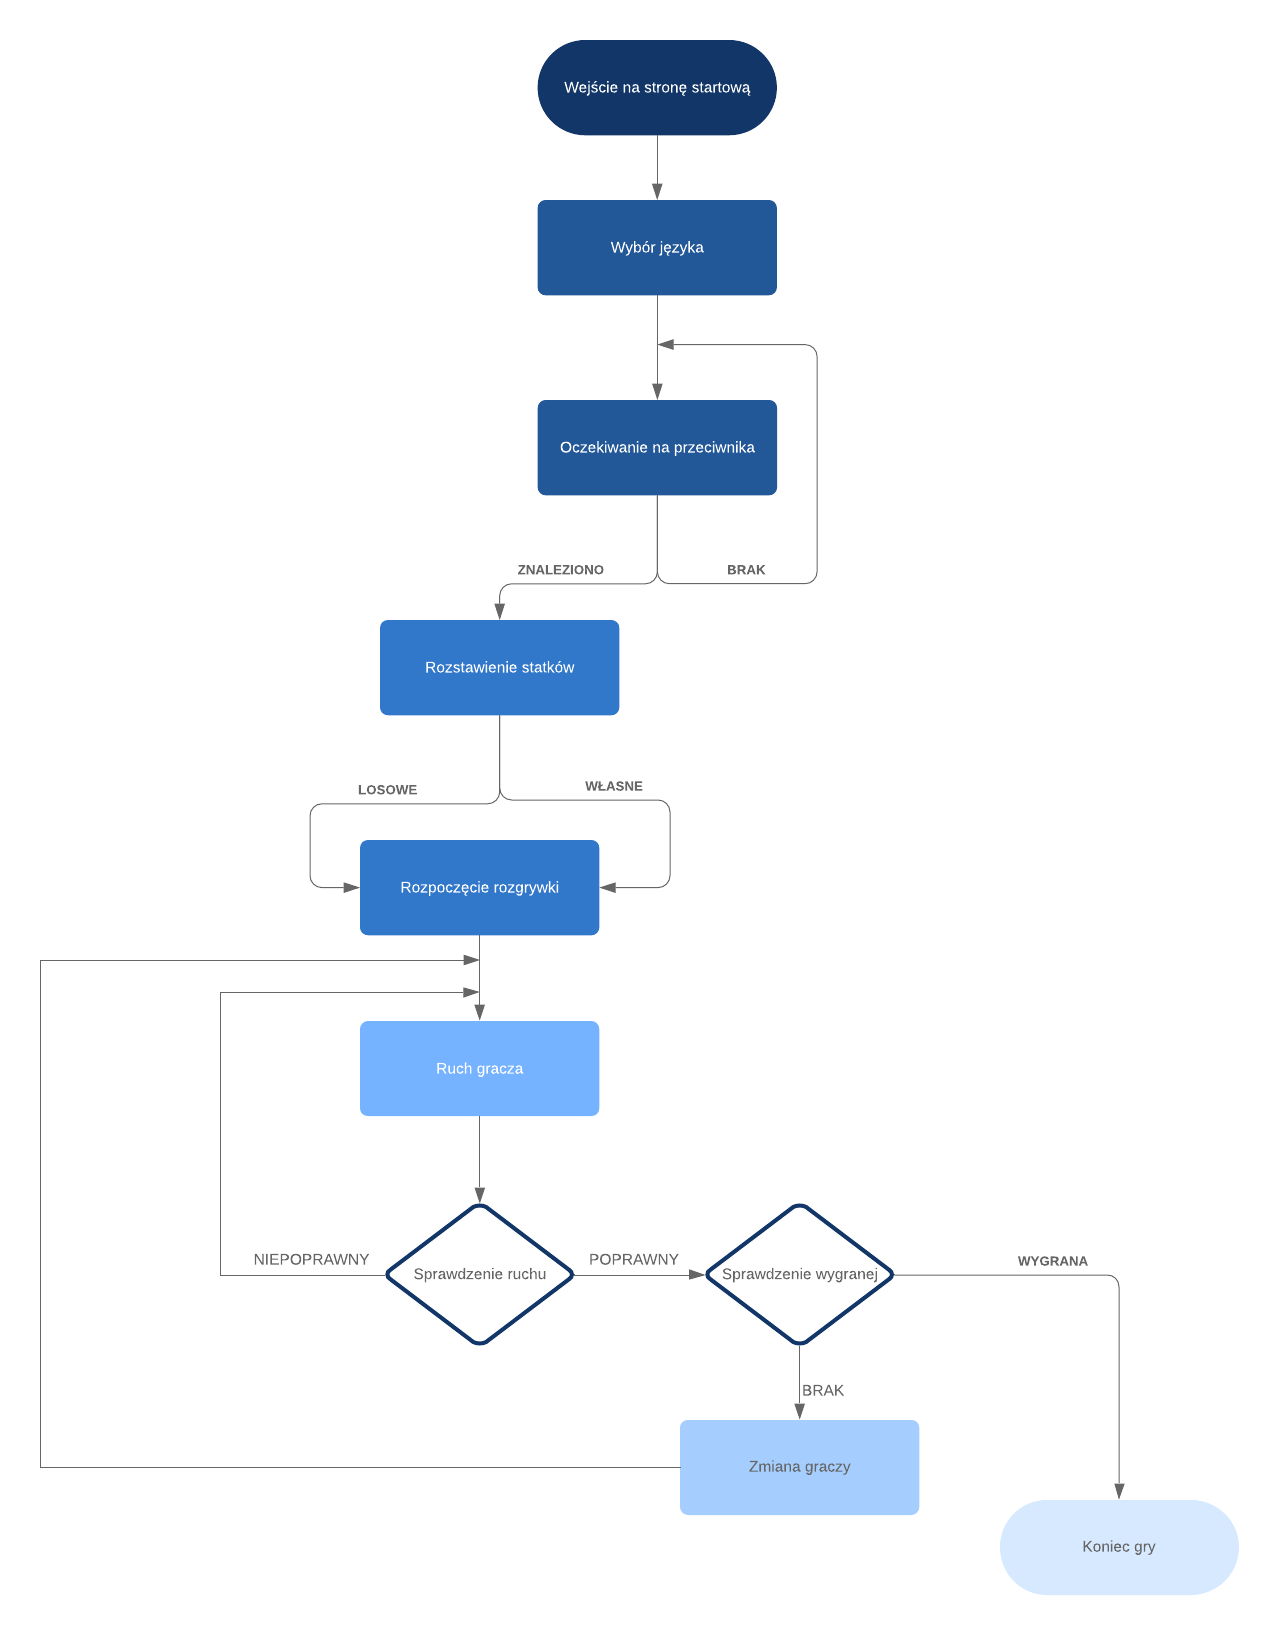 Wejście na stronę startową
Wybór języka
Oczekiwanie na przeciwnika
ZNALEZIONO
BRAK
Rozstawienie statków
LOSOWE
WŁASNE
Rozpoczęcie rozgrywki
Ruch gracza
NIEPOPRAWNY
Sprawdzenie ruchu
POPRAWNY
Sprawdzenie wygranej
WYGRANA
BRAK
Zmiana graczy
Koniec gry